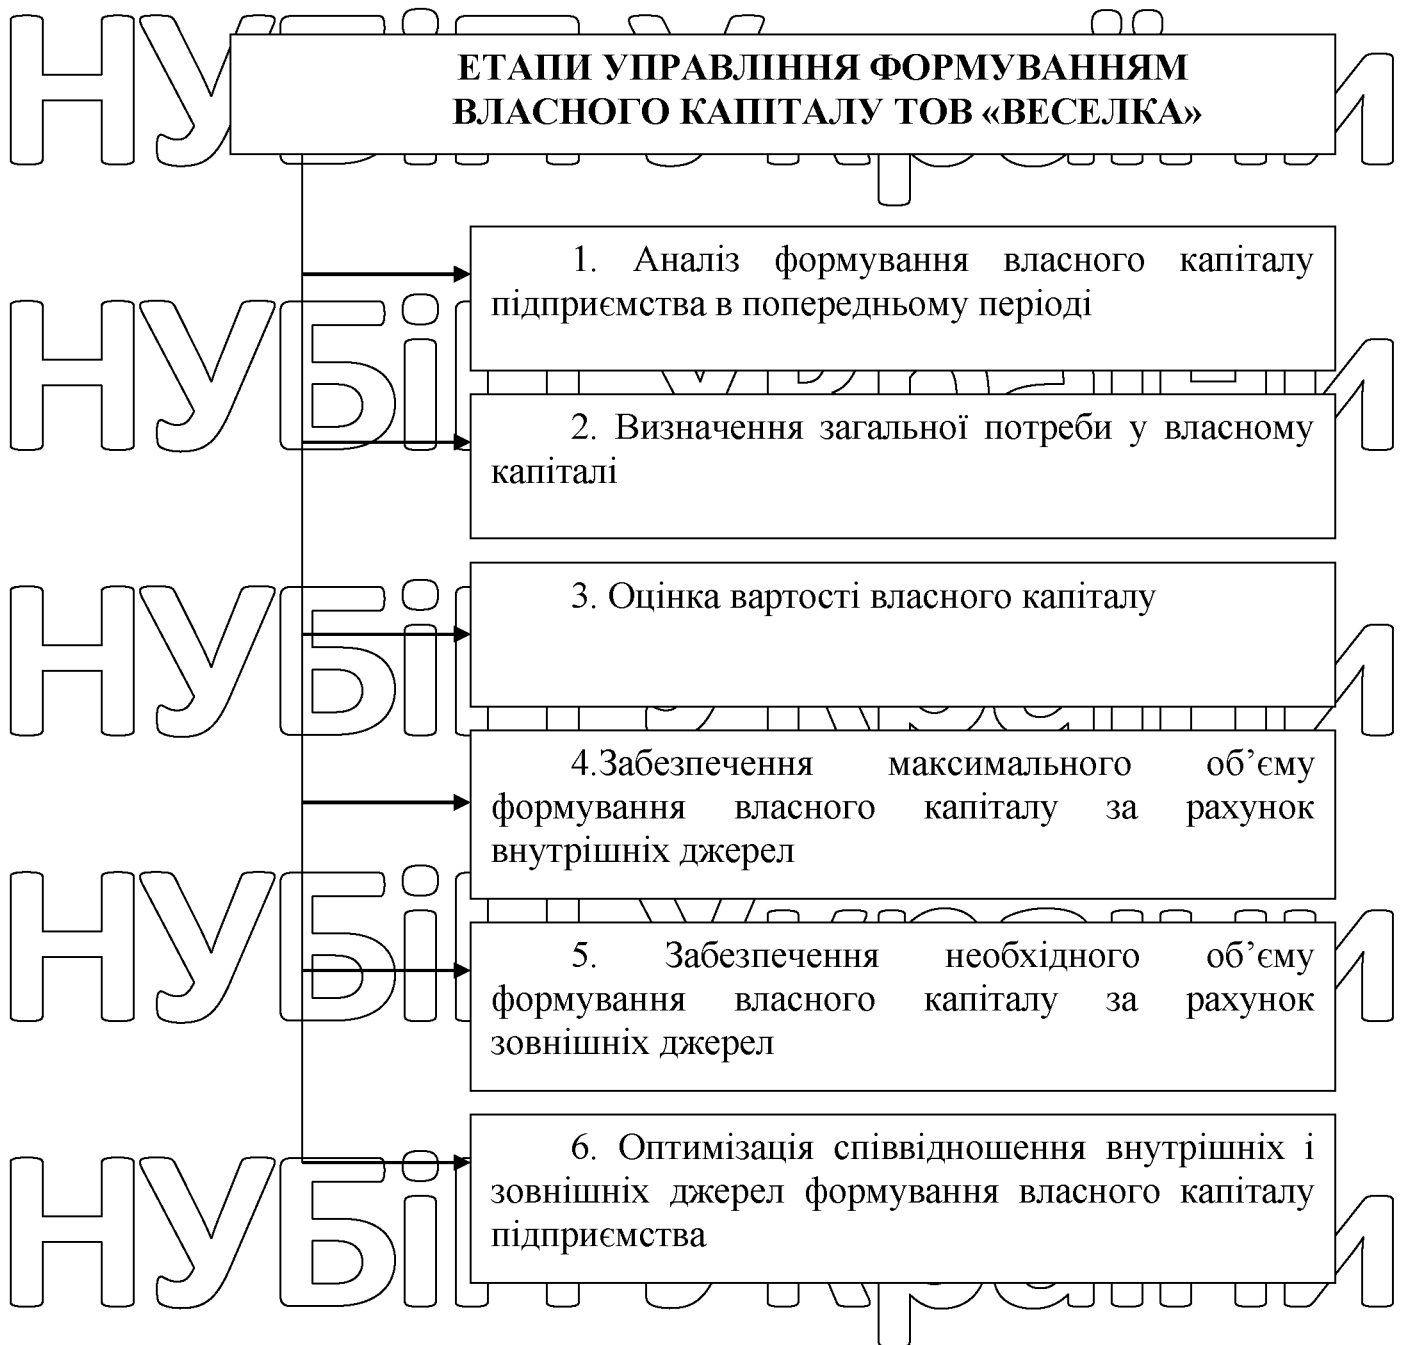 ЕТАПИ УПРАВЛІННЯ ФОРМУВАННЯМ
ВЛАСНОГО КАПІТАЛУ ТОВ «ВЕСЕЛКА»
1. Аналіз формування власного капіталу
підприємства в попередньому періоді
2. Визначення загальної потреби у власному
капіталі
3. Оцінка вартості власного капіталу
4.Забезпечення максимального об’єму
формування власного капіталу за рахунок
внутрішніх джерел
5. Забезпечення необхідного об’єму
формування власного капіталу за рахунок
зовнішніх джерел
6. Оптимізація співвідношення внутрішніх і
зовнішніх джерел формування власного капіталу
підприємства